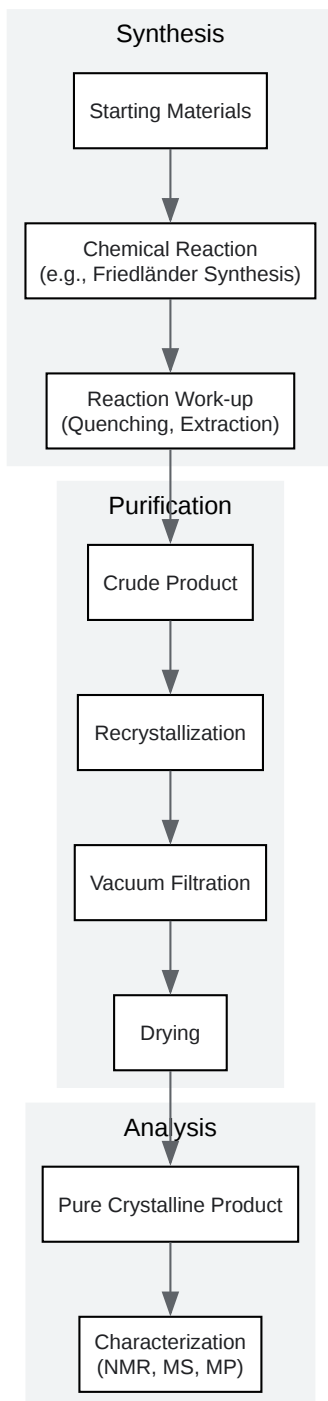 Synthesis
Starting Materials
Chemical Reaction
(e.g., Friedländer Synthesis)
Reaction Work-up
(Quenching, Extraction)
Purification
Crude Product
Recrystallization
Vacuum Filtration
Drying
Analysis
Pure Crystalline Product
Characterization
(NMR, MS, MP)